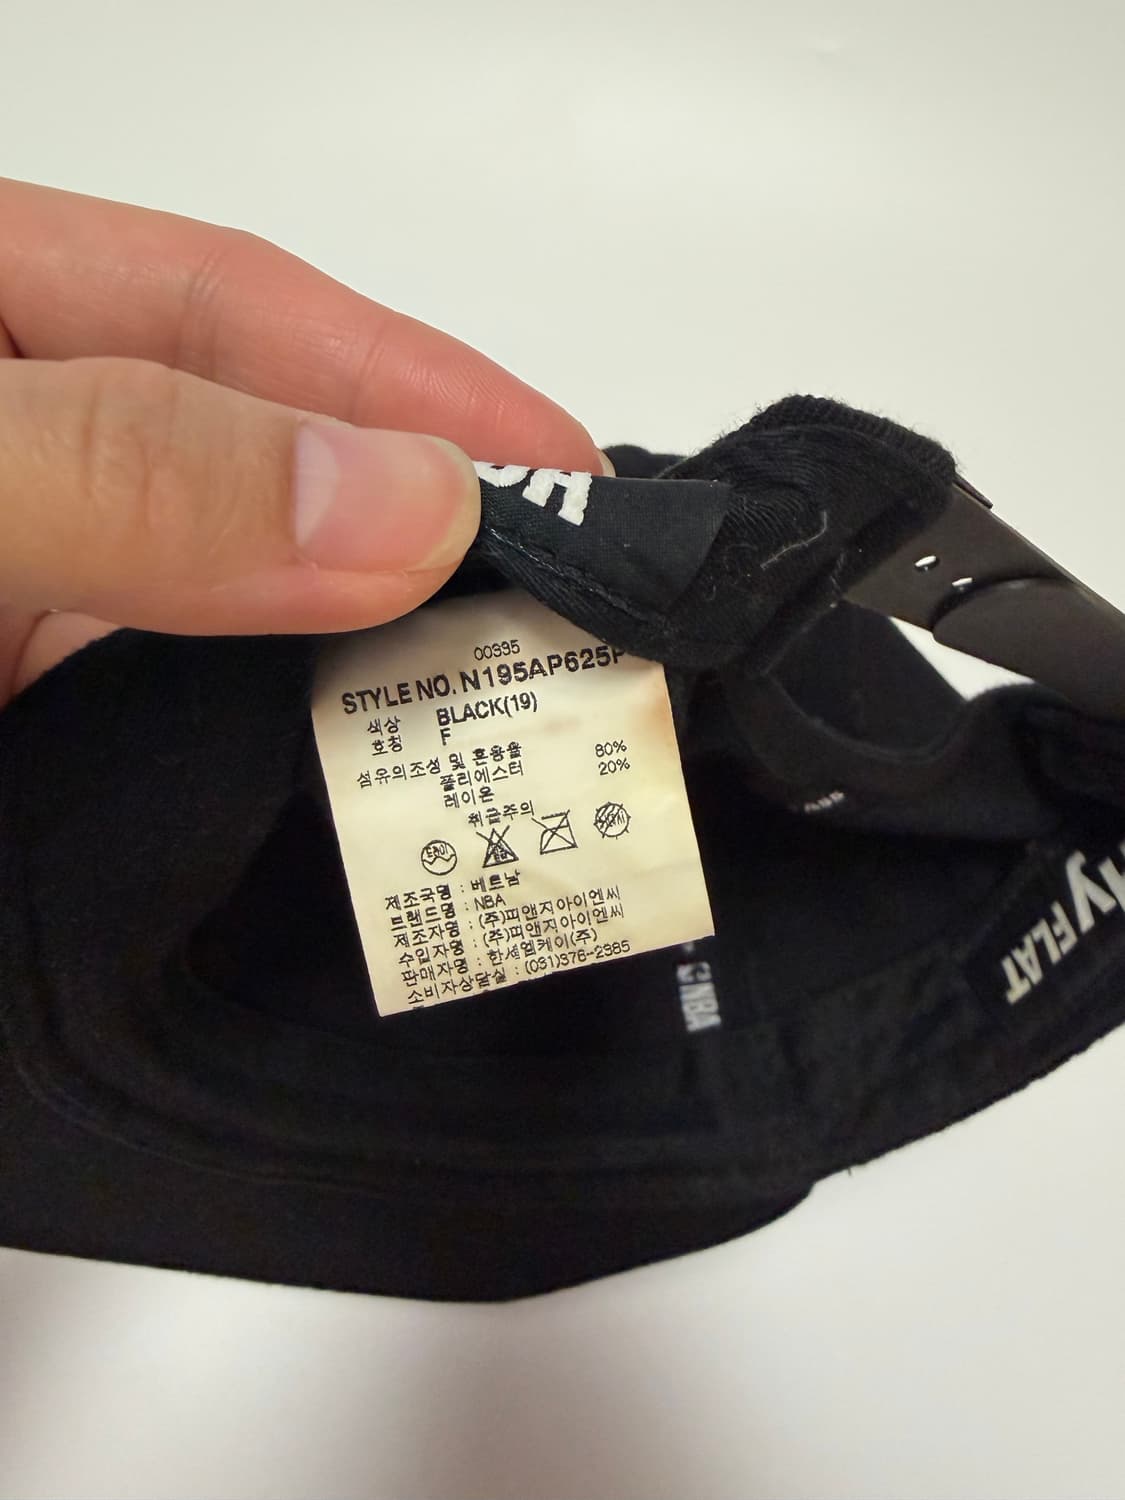 00395
STYLE NO. N195AP625P
색상 BLACK(19)
호칭 F
섬유의조성 및 혼용율
폴리에스터 80%
레이온 20%
취급주의
제조국명 : 베트남
브랜드명 : NBA
제조자명 : (주)피앤지아이엔씨
수입자명 : (주)피앤지아이엔씨
판매자명 : 한세엠케이(주)
소비자상담실 : (031)376-2385
NBA
FLAT